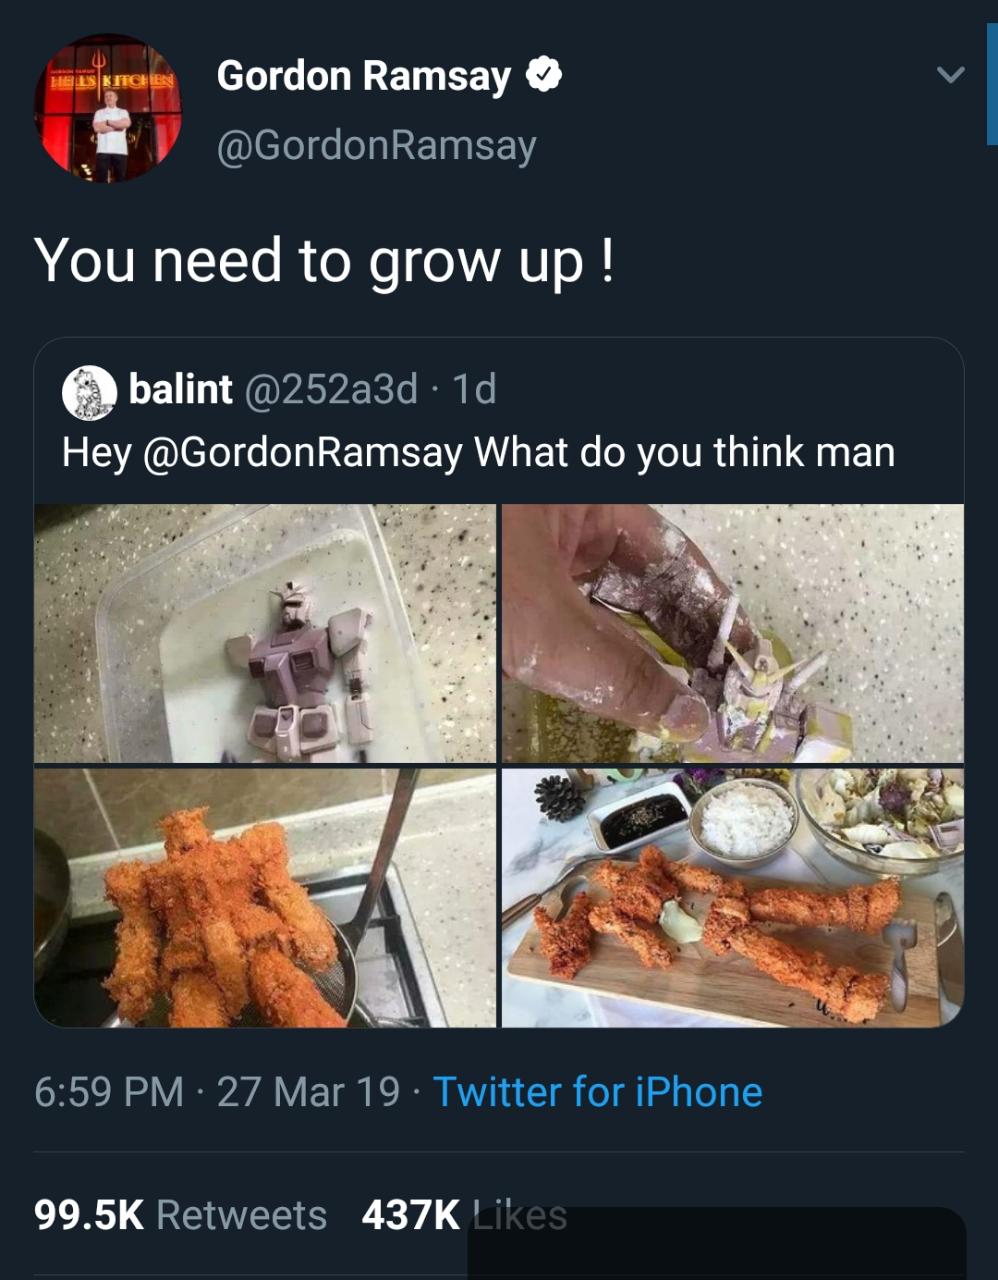 HELL'S KITCHEN
Gordon Ramsay
@GordonRamsay
You need to grow up !
balint @252a3d · 1d
Hey @GordonRamsay What do you think man
6:59 PM · 27 Mar 19 · Twitter for iPhone
99.5K Retweets 437K Likes